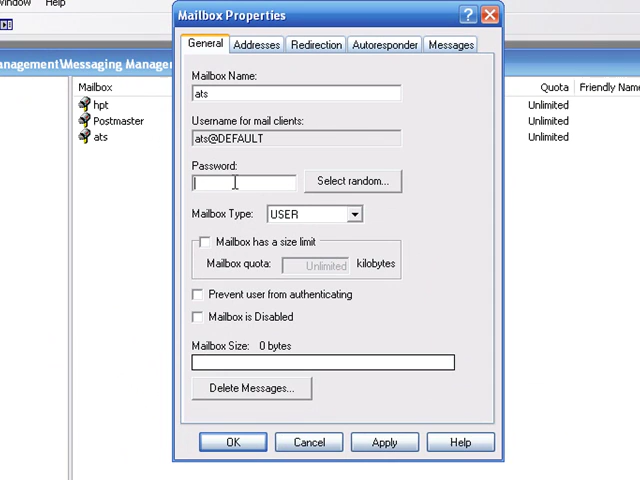 Window Help
Mailbox Properties
anagement\Messaging Manager
General Addresses Redirection Autoresponder Messages
Mailbox Quota Friendly Name
hpt Unlimited
Postmaster Unlimited
ats Unlimited
Mailbox Name:
ats
Username for mail clients:
ats@DEFAULT
Password:
Select random...
Mailbox Type: USER
Mailbox has a size limit
Mailbox quota: Unlimited kilobytes
Prevent user from authenticating
Mailbox is Disabled
Mailbox Size: 0 bytes
Delete Messages...
OK Cancel Apply Help